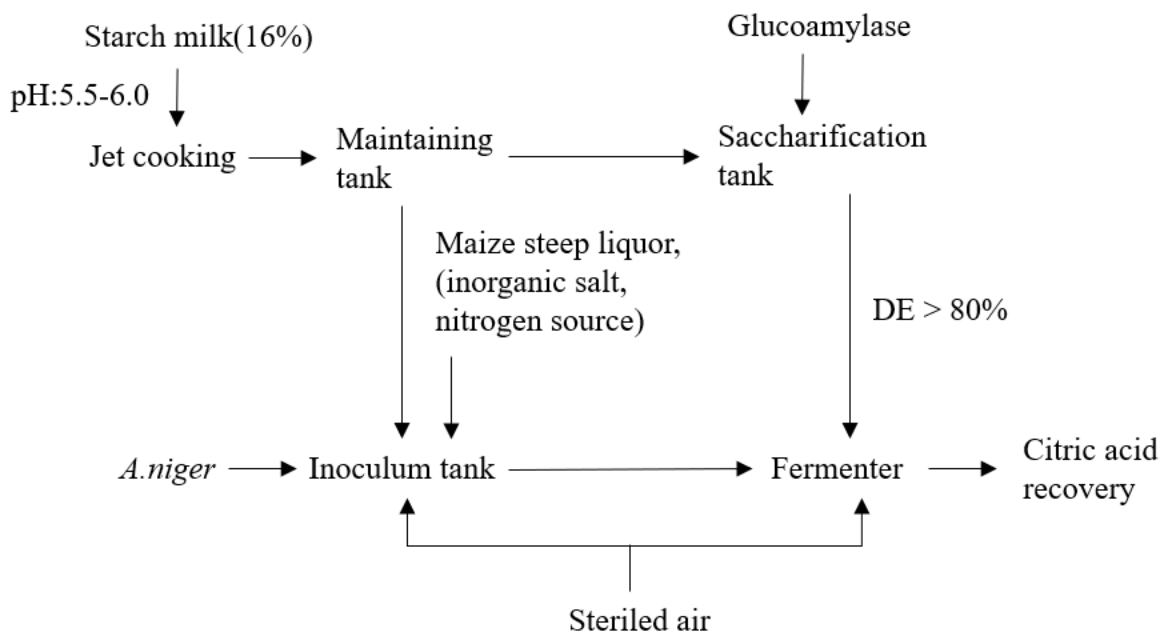 Starch milk(16%)
Glucoamylase
pH:5.5-6.0
Jet cooking
Maintaining
tank
Saccharification
tank
Maize steep liquor,
(inorganic salt,
nitrogen source)
DE > 80%
A.niger
Inoculum tank
Fermenter
Citric acid
recovery
Steriled air